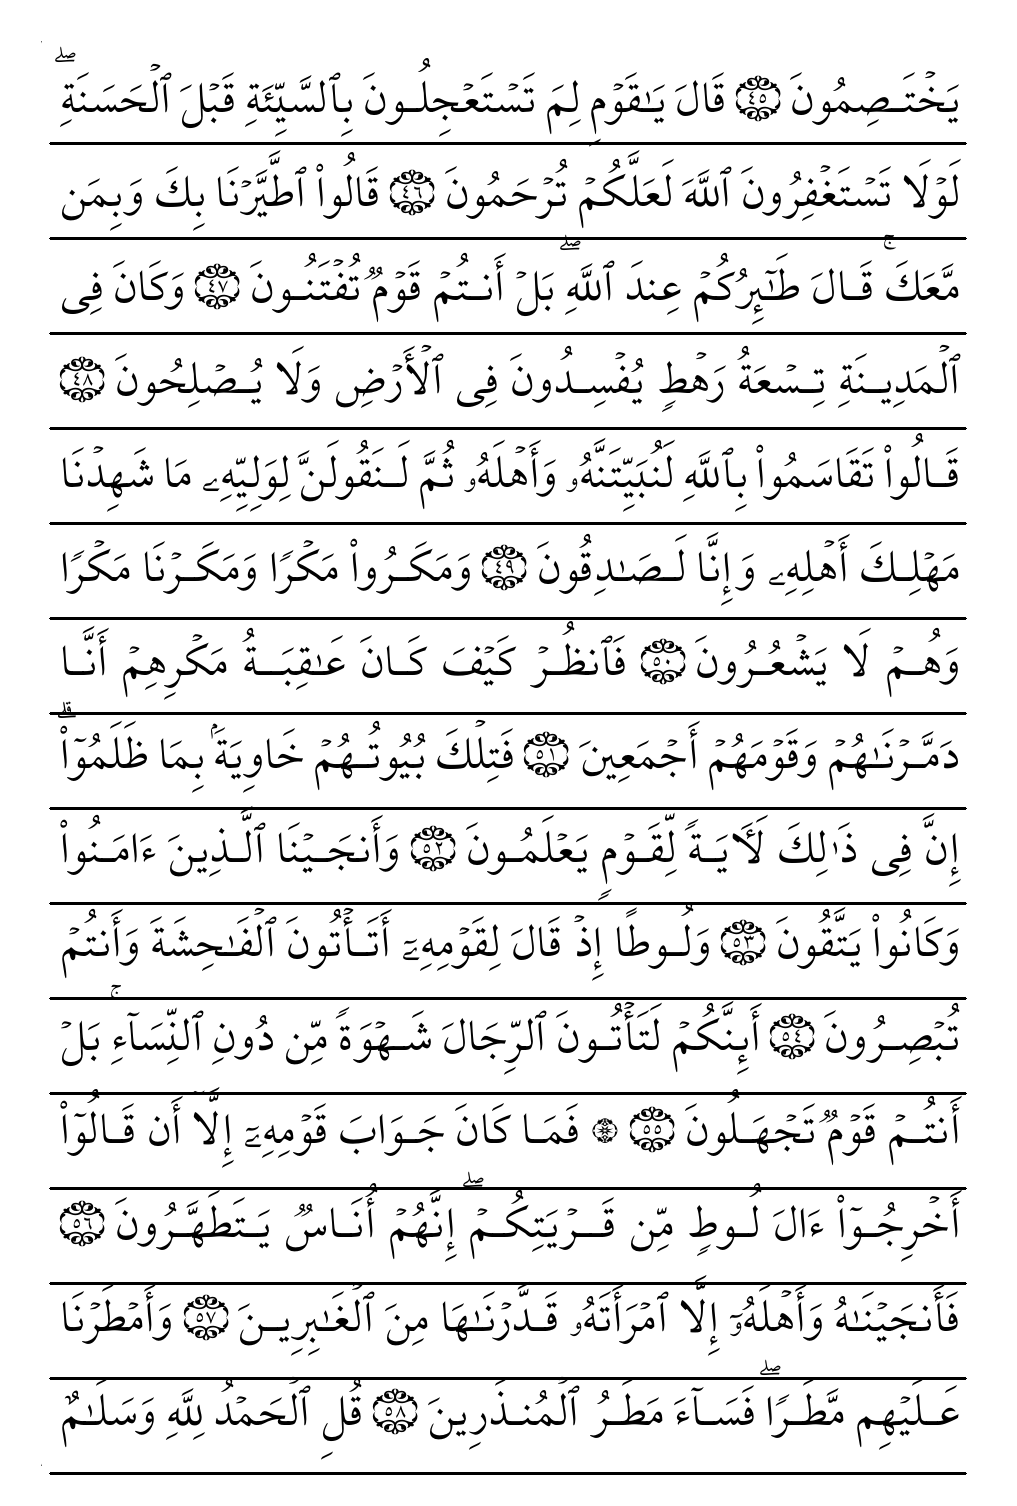 يَخْتَصِمُونَ ٤٥ قَالَ يَـٰقَوْمِ لِمَ تَسْتَعْجِلُونَ بِٱلسَّيِّئَةِ قَبْلَ ٱلْحَسَنَةِ ۖ
لَوْلَا تَسْتَغْفِرُونَ ٱللَّهَ لَعَلَّكُمْ تُرْحَمُونَ ٤٦ قَالُوا۟ ٱطَّيَّرْنَا بِكَ وَبِمَن
مَّعَكَ ۚ قَالَ طَـٰٓئِرُكُمْ عِندَ ٱللَّهِ ۖ بَلْ أَنتُمْ قَوْمٌ تُفْتَنُونَ ٤٧ وَكَانَ فِى
ٱلْمَدِينَةِ تِسْعَةُ رَهْطٍ يُفْسِدُونَ فِى ٱلْأَرْضِ وَلَا يُصْلِحُونَ ٤٨
قَالُوا۟ تَقَاسَمُوا۟ بِٱللَّهِ لَنُبَيِّتَنَّهُۥ وَأَهْلَهُۥ ثُمَّ لَنَقُولَنَّ لِوَلِيِّهِۦ مَا شَهِدْنَا
مَهْلِكَ أَهْلِهِۦ وَإِنَّا لَصَـٰدِقُونَ ٤٩ وَمَكَرُوا۟ مَكْرًا وَمَكَرْنَا مَكْرًا
وَهُمْ لَا يَشْعُرُونَ ٥٠ فَٱنظُرْ كَيْفَ كَانَ عَـٰقِبَةُ مَكْرِهِمْ أَنَّا
دَمَّرْنَـٰهُمْ وَقَوْمَهُمْ أَجْمَعِينَ ٥١ فَتِلْكَ بُيُوتُهُمْ خَاوِيَةًۢ بِمَا ظَلَمُوٓا۟ ۗ
إِنَّ فِى ذَٰلِكَ لَـَٔايَةً لِّقَوْمٍ يَعْلَمُونَ ٥٢ وَأَنجَيْنَا ٱلَّذِينَ ءَامَنُوا۟
وَكَانُوا۟ يَتَّقُونَ ٥٣ وَلُوطًا إِذْ قَالَ لِقَوْمِهِۦٓ أَتَأْتُونَ ٱلْفَـٰحِشَةَ وَأَنتُمْ
تُبْصِرُونَ ٥٤ أَئِنَّكُمْ لَتَأْتُونَ ٱلرِّجَالَ شَهْوَةً مِّن دُونِ ٱلنِّسَآءِ ۚ بَلْ
أَنتُمْ قَوْمٌ تَجْهَلُونَ ٥٥ ۞ فَمَا كَانَ جَوَابَ قَوْمِهِۦٓ إِلَّآ أَن قَالُوٓا۟
أَخْرِجُوٓا۟ ءَالَ لُوطٍ مِّن قَرْيَتِكُمْ ۖ إِنَّهُمْ أُنَاسٌ يَتَطَهَّرُونَ ٥٦
فَأَنجَيْنَـٰهُ وَأَهْلَهُۥٓ إِلَّا ٱمْرَأَتَهُۥ قَدَّرْنَـٰهَا مِنَ ٱلْغَـٰبِرِينَ ٥٧ وَأَمْطَرْنَا
عَلَيْهِم مَّطَرًا ۖ فَسَآءَ مَطَرُ ٱلْمُنذَرِينَ ٥٨ قُلِ ٱلْحَمْدُ لِلَّهِ وَسَلَـٰمٌ